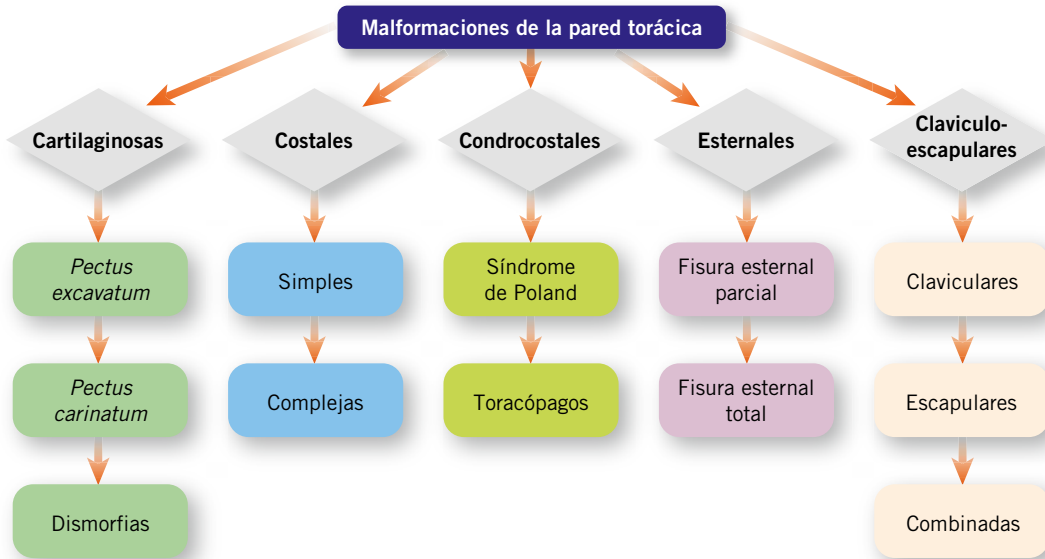 Malformaciones de la pared torácica
Cartilaginosas
Costales
Condrocostales
Esternales
Claviculo-
escapulares
Pectus
excavatum
Simples
Síndrome
de Poland
Fisura esternal
parcial
Claviculares
Pectus
carinatum
Complejas
Toracópagos
Fisura esternal
total
Escapulares
Dismorfias
Combinadas